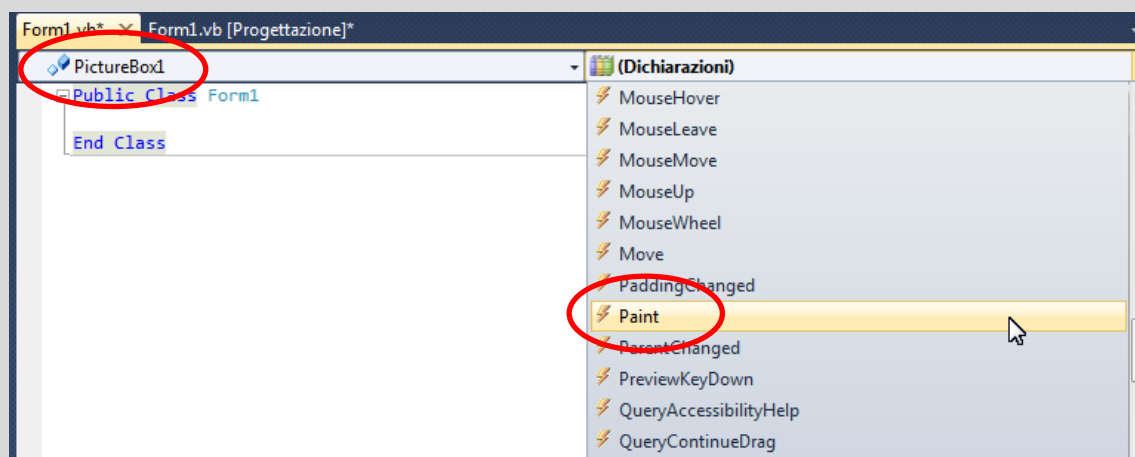 Form1.vb* Form1.vb [Progettazione]*
PictureBox1 (Dichiarazioni)
Public Class Form1
End Class
MouseHover
MouseLeave
MouseMove
MouseUp
MouseWheel
Move
PaddingChanged
Paint
ParentChanged
PreviewKeyDown
QueryAccessibilityHelp
QueryContinueDrag